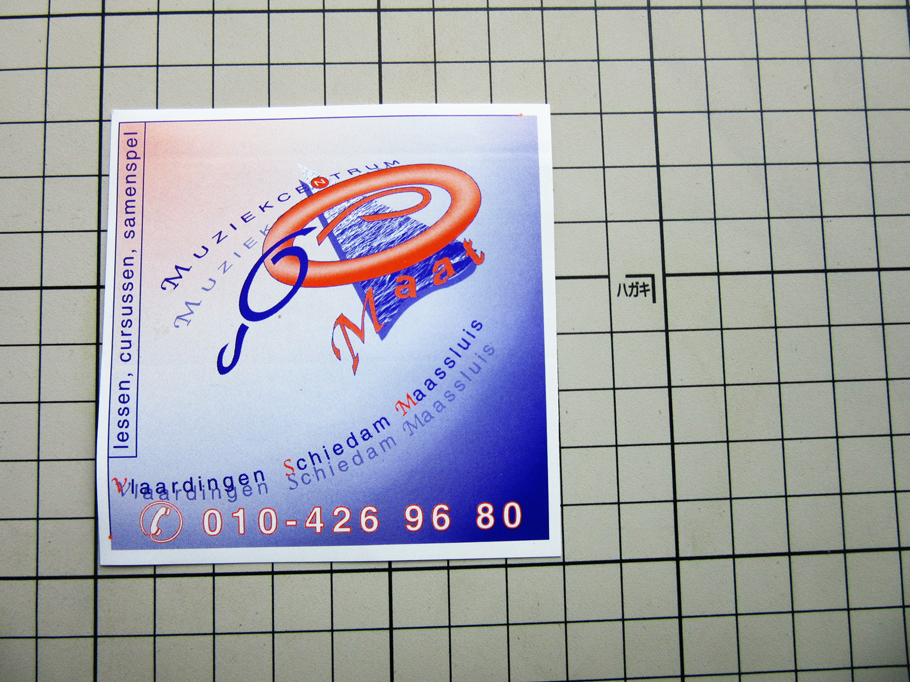 lessen, cursussen, samenspel
MUZIEKCENTRUM
MUZIEK
Maat
Vlaardingen Schiedam Maassluis
Vlaardingen Schiedam Maassluis
010-426 96 80
ハガキ